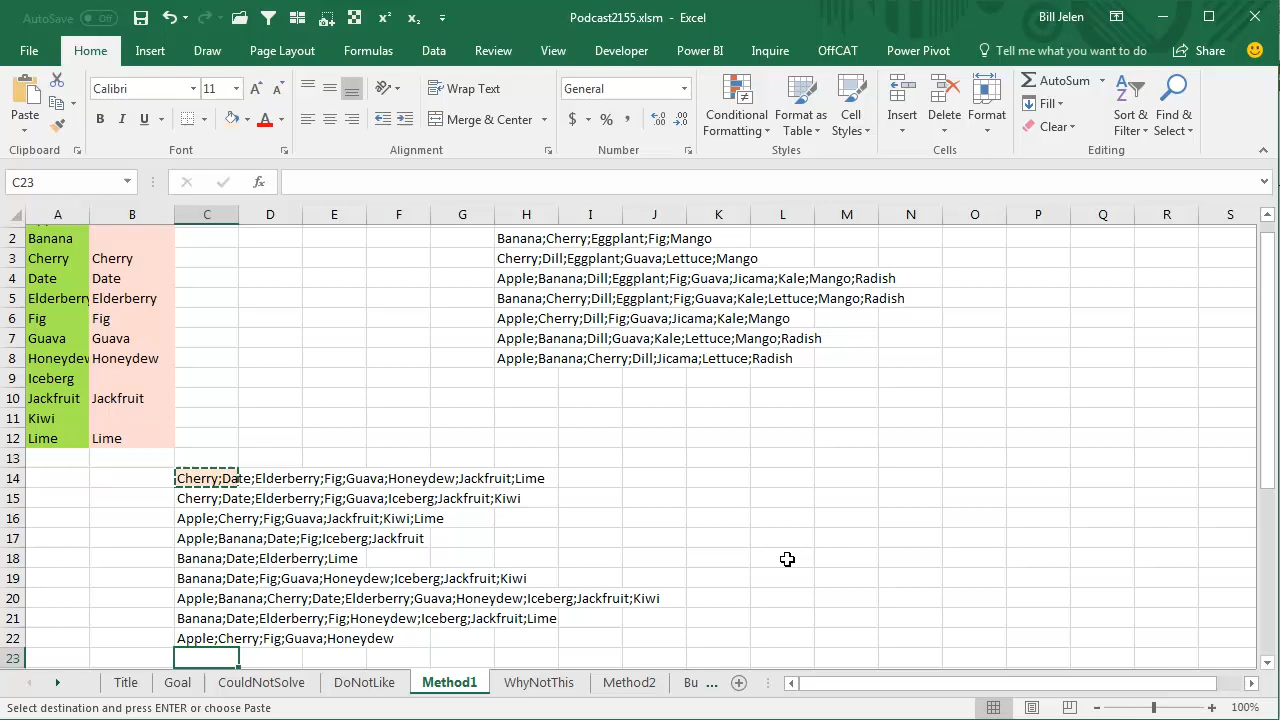 AutoSave Off Podcast2155.xlsm - Excel Bill Jelen
File Home Insert Draw Page Layout Formulas Data Review View Developer Power BI Inquire OffCAT Power Pivot Tell me what you want to do Share
Paste Calibri 11 Wrap Text General Conditional Formatting Format as Table Cell Styles Insert Delete Format AutoSum Sort & Filter Find & Select
B I U A Merge & Center $ % , Fill
Clear
Clipboard Font Alignment Number Styles Cells Editing
C23 fx
A B C D E F G H I J K L M N O P Q R S
2 Banana Banana;Cherry;Eggplant;Fig;Mango
3 Cherry Cherry Cherry;Dill;Eggplant;Guava;Lettuce;Mango
4 Date Date Apple;Banana;Dill;Eggplant;Fig;Guava;Jicama;Kale;Mango;Radish
5 Elderberry Elderberry Banana;Cherry;Dill;Eggplant;Fig;Guava;Kale;Lettuce;Mango;Radish
6 Fig Fig Apple;Cherry;Dill;Fig;Guava;Jicama;Kale;Mango
7 Guava Guava Apple;Banana;Dill;Guava;Kale;Lettuce;Mango;Radish
8 Honeydew Honeydew Apple;Banana;Cherry;Dill;Jicama;Lettuce;Radish
9 Iceberg
10 Jackfruit Jackfruit
11 Kiwi
12 Lime Lime
13
14 Cherry;Date;Elderberry;Fig;Guava;Honeydew;Jackfruit;Lime
15 Cherry;Date;Elderberry;Fig;Guava;Iceberg;Jackfruit;Kiwi
16 Apple;Cherry;Fig;Guava;Jackfruit;Kiwi;Lime
17 Apple;Banana;Date;Fig;Iceberg;Jackfruit
18 Banana;Date;Elderberry;Lime
19 Banana;Date;Fig;Guava;Honeydew;Iceberg;Jackfruit;Kiwi
20 Apple;Banana;Cherry;Date;Elderberry;Guava;Honeydew;Iceberg;Jackfruit;Kiwi
21 Banana;Date;Elderberry;Fig;Honeydew;Iceberg;Jackfruit;Lime
22 Apple;Cherry;Fig;Guava;Honeydew
23
Title Goal CouldNotSolve DoNotLike Method1 WhyNotThis Method2 Bu ...
Select destination and press ENTER or choose Paste 100%